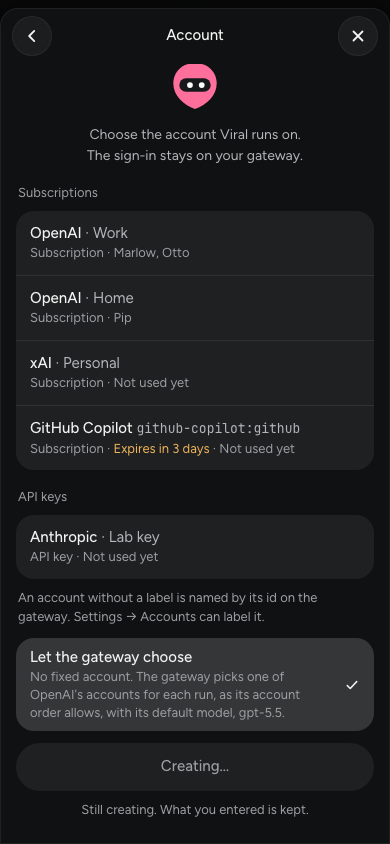 Account
Choose the account Viral runs on.
The sign-in stays on your gateway.
Subscriptions
OpenAI · Work
Subscription · Marlow, Otto
OpenAI · Home
Subscription · Pip
xAI · Personal
Subscription · Not used yet
GitHub Copilot github-copilot:github
Subscription · Expires in 3 days · Not used yet
API keys
Anthropic · Lab key
API key · Not used yet
An account without a label is named by its id on the
gateway. Settings → Accounts can label it.
Let the gateway choose
No fixed account. The gateway picks one of
OpenAI's accounts for each run, as its account
order allows, with its default model, gpt-5.5.
Creating…
Still creating. What you entered is kept.